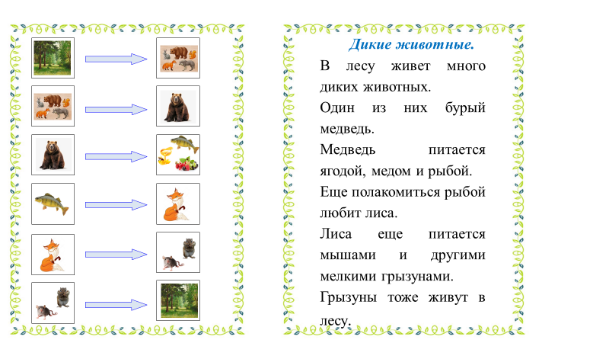 Дикие животные.
В лесу живет много
диких животных.
Один из них бурый
медведь.
Медведь питается
ягодой, медом и рыбой.
Еще полакомиться рыбой
любит лиса.
Лиса еще питается
мышами и другими
мелкими грызунами.
Грызуны тоже живут в
лесу.